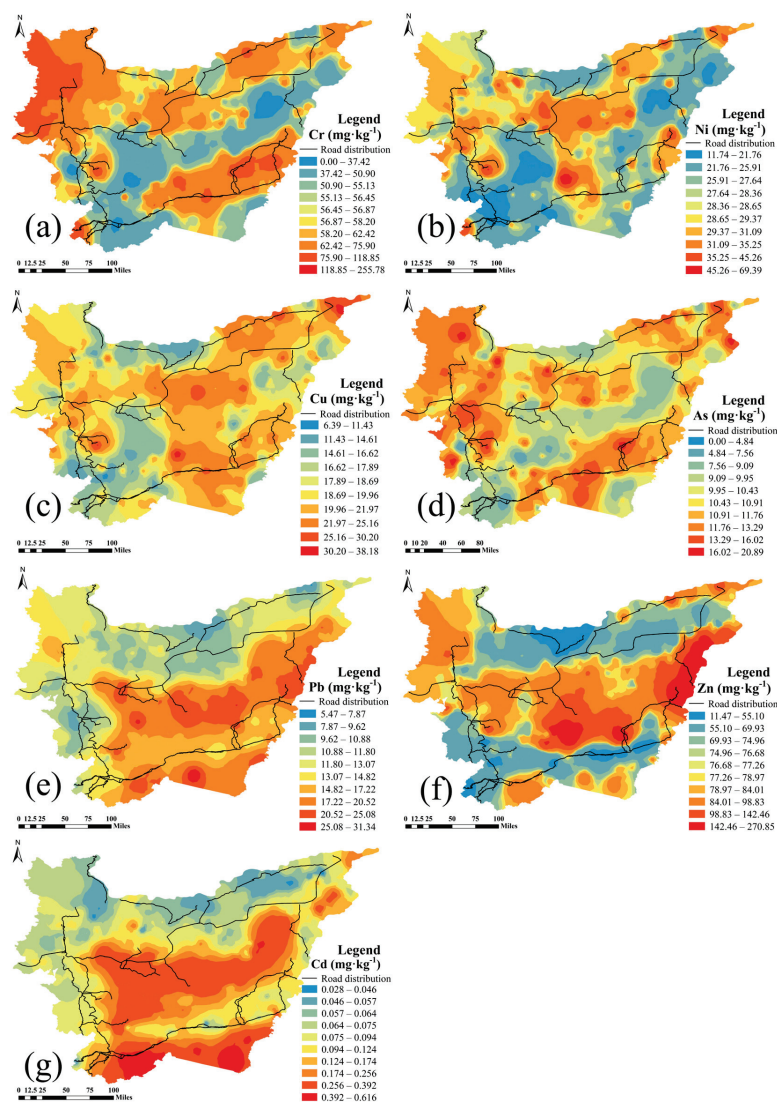 N
Legend
Cr (mg·kg⁻¹)
Road distribution
0.00 – 37.42
37.42 – 50.90
50.90 – 55.13
55.13 – 56.45
56.45 – 56.87
56.87 – 58.20
58.20 – 62.42
62.42 – 75.90
75.90 – 118.85
118.85 – 255.78
(a)
0 12.5 25 50 75 100
Miles
N
Legend
Ni (mg·kg⁻¹)
Road distribution
11.74 – 21.76
21.76 – 25.91
25.91 – 27.64
27.64 – 28.36
28.36 – 28.65
28.65 – 29.37
29.37 – 31.09
31.09 – 35.25
35.25 – 45.26
45.26 – 69.39
(b)
0 12.5 25 50 75 100
Miles
N
Legend
Cu (mg·kg⁻¹)
Road distribution
6.39 – 11.43
11.43 – 14.61
14.61 – 16.62
16.62 – 17.89
17.89 – 18.69
18.69 – 19.96
19.96 – 21.97
21.97 – 25.16
25.16 – 30.20
30.20 – 38.18
(c)
0 12.5 25 50 75 100
Miles
N
Legend
As (mg·kg⁻¹)
Road distribution
0.00 – 4.84
4.84 – 7.56
7.56 – 9.09
9.09 – 9.95
9.95 – 10.43
10.43 – 10.91
10.91 – 11.76
11.76 – 13.29
13.29 – 16.02
16.02 – 20.89
(d)
0 10 20 40 60 80
Miles
N
Legend
Pb (mg·kg⁻¹)
Road distribution
5.47 – 7.87
7.87 – 9.62
9.62 – 10.88
10.88 – 11.80
11.80 – 13.07
13.07 – 14.82
14.82 – 17.22
17.22 – 20.52
20.52 – 25.08
25.08 – 31.34
(e)
0 12.5 25 50 75 100
Miles
N
Legend
Zn (mg·kg⁻¹)
Road distribution
11.47 – 55.10
55.10 – 69.93
69.93 – 74.96
74.96 – 76.68
76.68 – 77.26
77.26 – 78.97
78.97 – 84.01
84.01 – 98.83
98.83 – 142.46
142.46 – 270.85
(f)
0 12.5 25 50 75 100
Miles
N
Legend
Cd (mg·kg⁻¹)
Road distribution
0.028 – 0.046
0.046 – 0.057
0.057 – 0.064
0.064 – 0.075
0.075 – 0.094
0.094 – 0.124
0.124 – 0.174
0.174 – 0.256
0.256 – 0.392
0.392 – 0.616
(g)
0 12.5 25 50 75 100
Miles